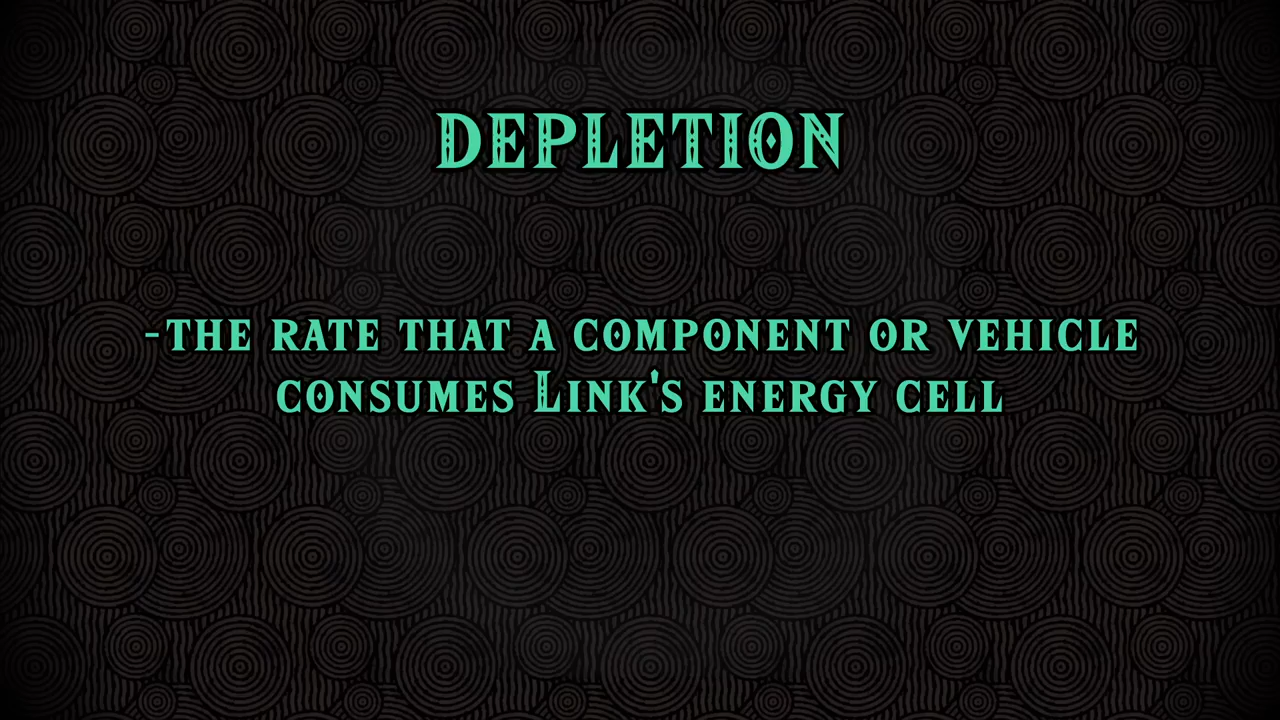 DEPLETION
-THE RATE THAT A COMPONENT OR VEHICLE
CONSUMES LINK'S ENERGY CELL